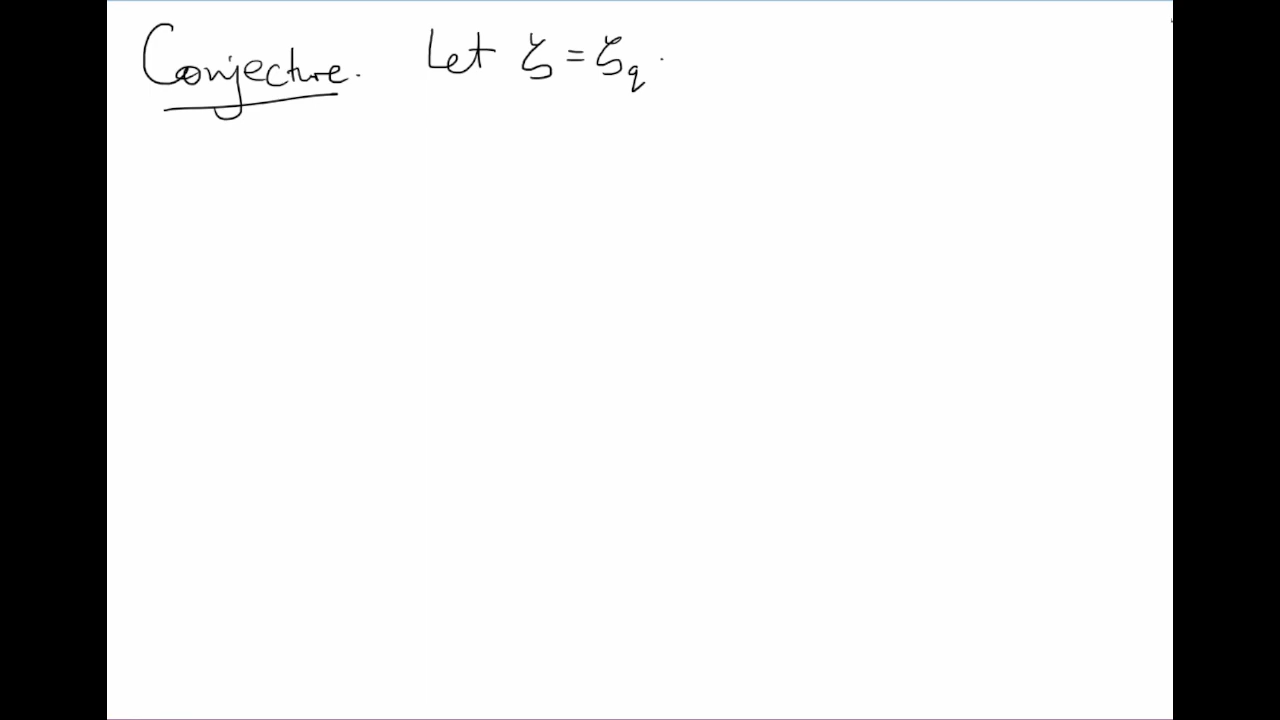 Conjecture. Let ζ = ζ_q.